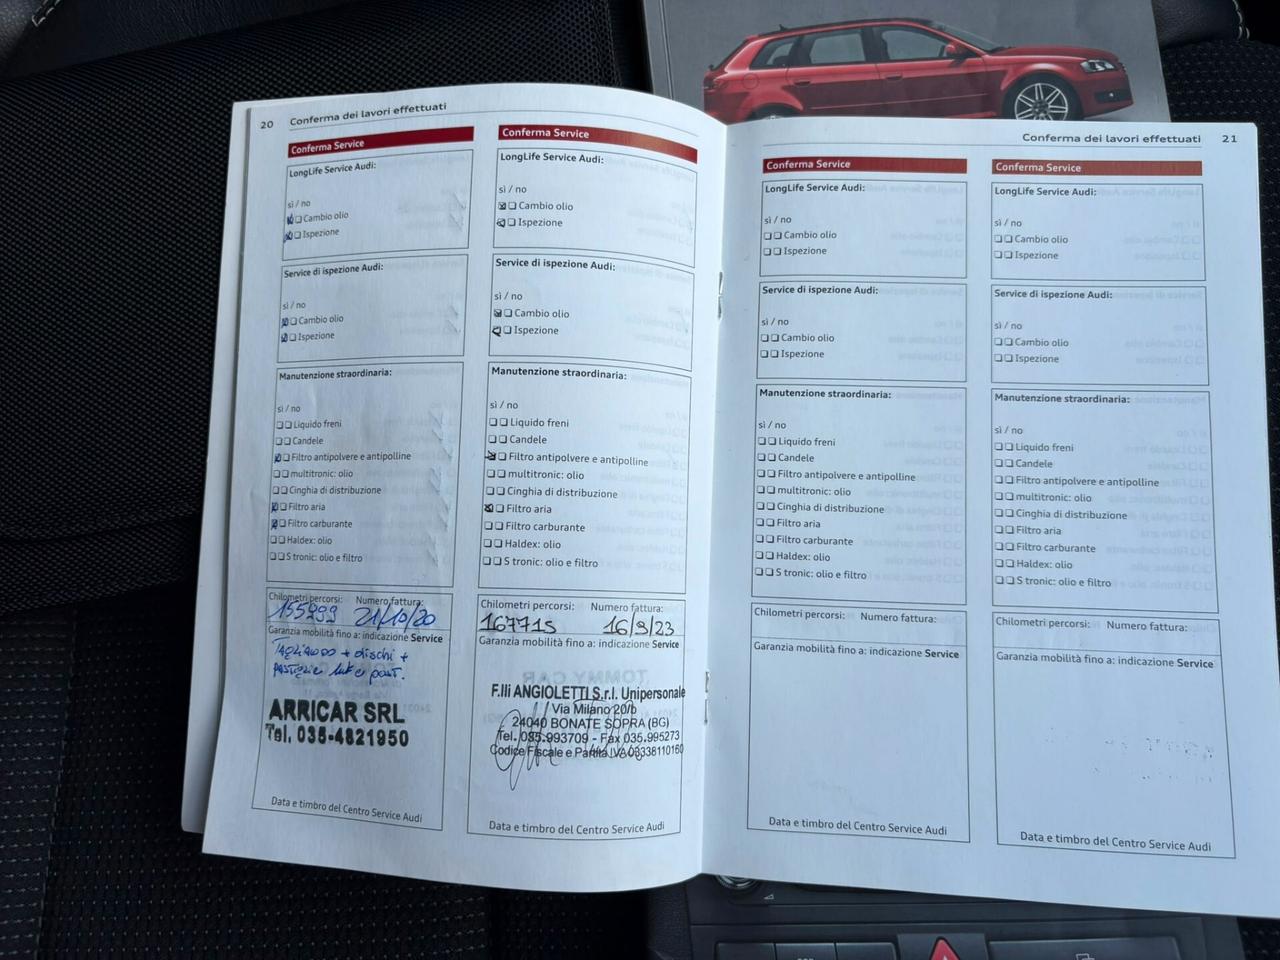 20 Conferma dei lavori effettuati
Conferma Service
LongLife Service Audi:
sì / no
Cambio olio
Ispezione
Service di ispezione Audi:
sì / no
Cambio olio
Ispezione
Manutenzione straordinaria:
sì / no
Liquido freni
Candele
Filtro antipolvere e antipolline
multitronic: olio
Cinghia di distribuzione
Filtro aria
Filtro carburante
Haldex: olio
S tronic: olio e filtro
Chilometri percorsi: Numero fattura:
155999 21/10/20
Garanzia mobilità fino a: indicazione Service
TAGLIANDO + dischi +
PASTIGLIE ant e post.
ARRICAR SRL
Tel. 035-4821950
Data e timbro del Centro Service Audi
Conferma Service
LongLife Service Audi:
sì / no
Cambio olio
Ispezione
Service di ispezione Audi:
sì / no
Cambio olio
Ispezione
Manutenzione straordinaria:
sì / no
Liquido freni
Candele
Filtro antipolvere e antipolline
multitronic: olio
Cinghia di distribuzione
Filtro aria
Filtro carburante
Haldex: olio
S tronic: olio e filtro
Chilometri percorsi: Numero fattura:
167715 16/9/23
Garanzia mobilità fino a: indicazione Service
F.lli ANGIOLETTI S.r.l. Unipersonale
Via Milano 20/b
24040 BONATE SOPRA (BG)
Tel. 035.993709 - Fax 035.995273
Codice Fiscale e Partita IVA 03338110160
Data e timbro del Centro Service Audi
Conferma dei lavori effettuati 21
Conferma Service
LongLife Service Audi:
sì / no
Cambio olio
Ispezione
Service di ispezione Audi:
sì / no
Cambio olio
Ispezione
Manutenzione straordinaria:
sì / no
Liquido freni
Candele
Filtro antipolvere e antipolline
multitronic: olio
Cinghia di distribuzione
Filtro aria
Filtro carburante
Haldex: olio
S tronic: olio e filtro
Chilometri percorsi: Numero fattura:
Garanzia mobilità fino a: indicazione Service
Data e timbro del Centro Service Audi
Conferma Service
LongLife Service Audi:
sì / no
Cambio olio
Ispezione
Service di ispezione Audi:
sì / no
Cambio olio
Ispezione
Manutenzione straordinaria:
sì / no
Liquido freni
Candele
Filtro antipolvere e antipolline
multitronic: olio
Cinghia di distribuzione
Filtro aria
Filtro carburante
Haldex: olio
S tronic: olio e filtro
Chilometri percorsi: Numero fattura:
Garanzia mobilità fino a: indicazione Service
Data e timbro del Centro Service Audi